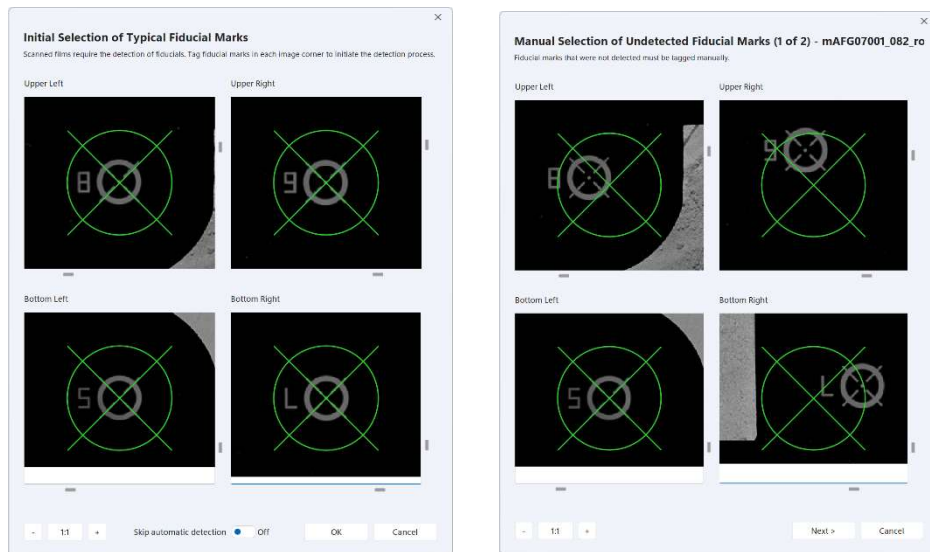 Initial Selection of Typical Fiducial Marks
Scanned films require the detection of fiducials. Tag fiducial marks in each image corner to initiate the detection process.
Upper Left
Upper Right
8
9
Bottom Left
Bottom Right
5
L
- 1:1 +
Skip automatic detection Off
OK
Cancel
Manual Selection of Undetected Fiducial Marks (1 of 2) - mAFG07001_082_ro
Fiducial marks that were not detected must be tagged manually.
Upper Left
Upper Right
8
9
Bottom Left
Bottom Right
5
L
- 1:1 +
Next >
Cancel